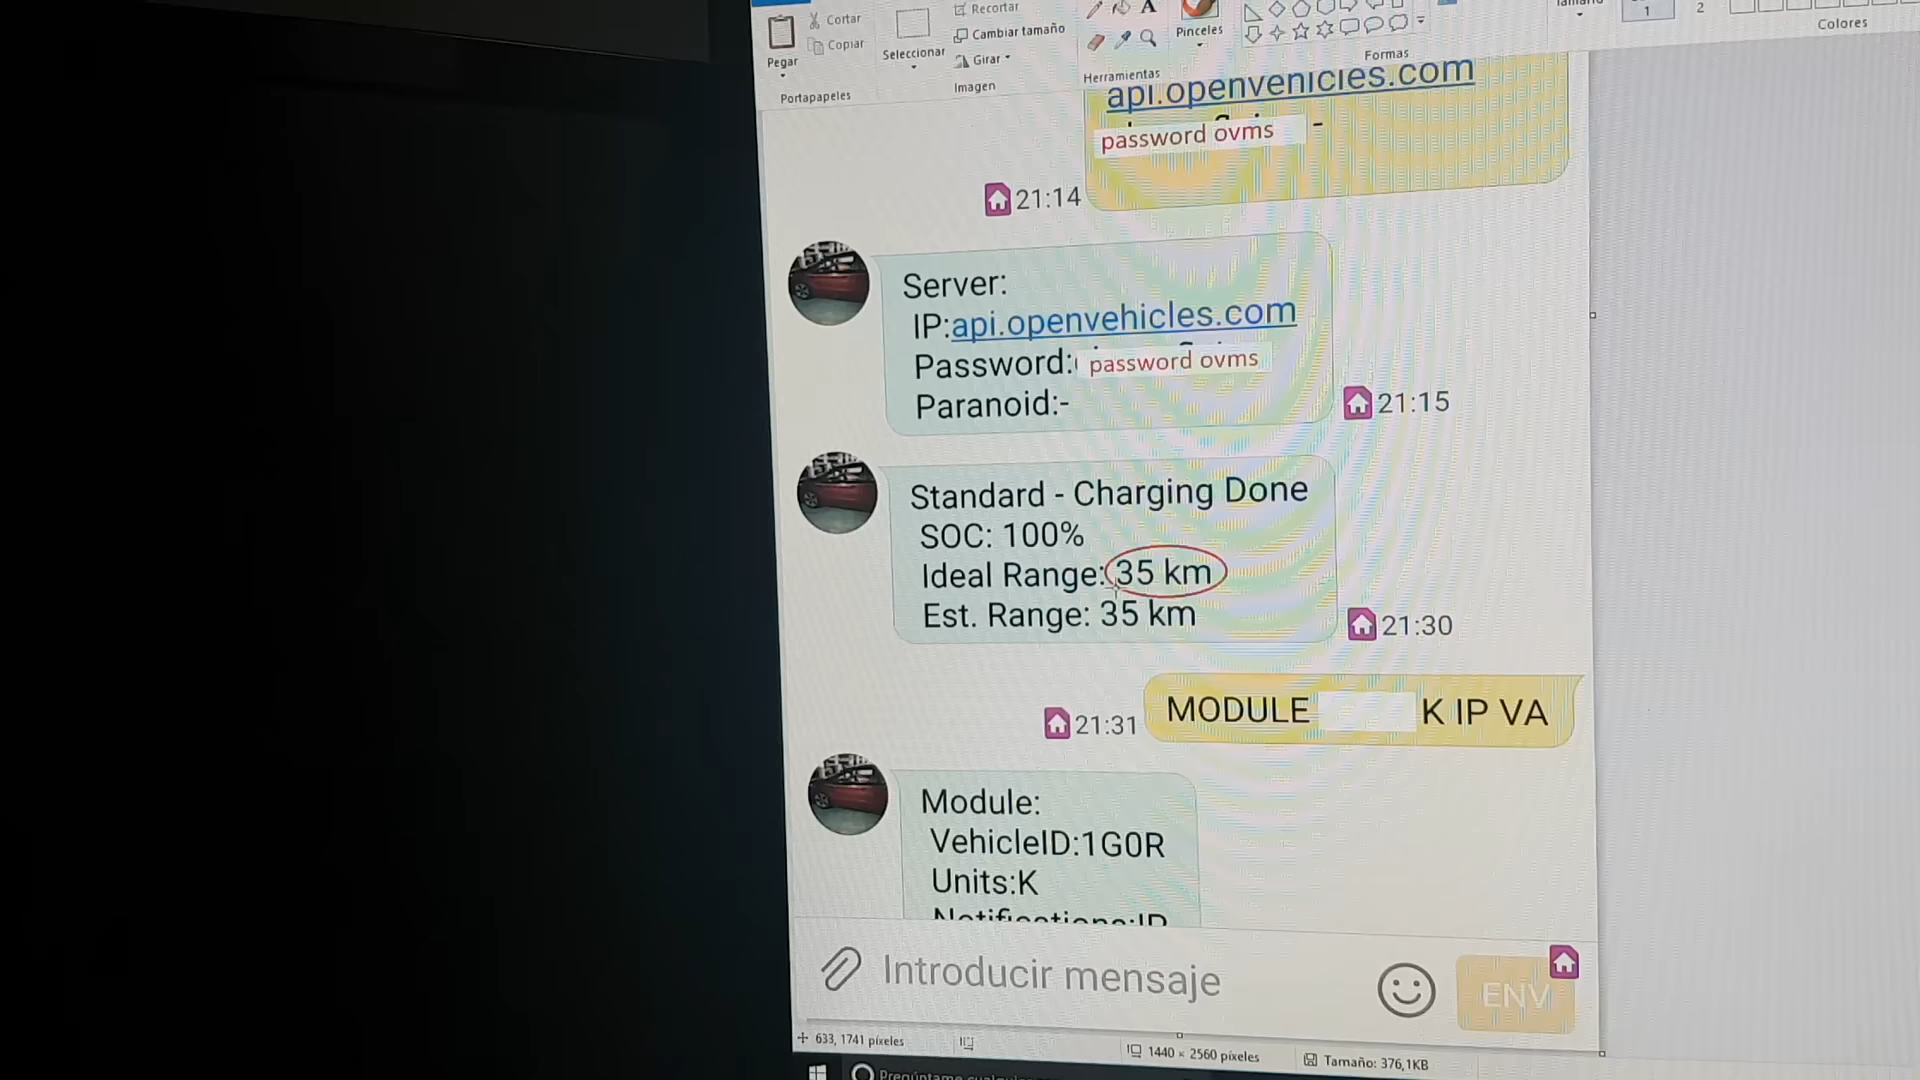 Pegar
Cortar
Copiar
Portapapeles
Seleccionar
Recortar
Cambiar tamaño
Girar
Imagen
A
Herramientas
Pinceles
Formas
1
2
Colores
api.openvehicles.com
password ovms -
21:14
Server:
IP:api.openvehicles.com
Password: password ovms
Paranoid:-
21:15
Standard - Charging Done
SOC: 100%
Ideal Range: 35 km
Est. Range: 35 km
21:30
MODULE K IP VA
21:31
Module:
VehicleID:1G0R
Units:K
Notifications:IP
Introducir mensaje
ENV
633, 1741 píxeles
1440 × 2560 píxeles
Tamaño: 376,1KB